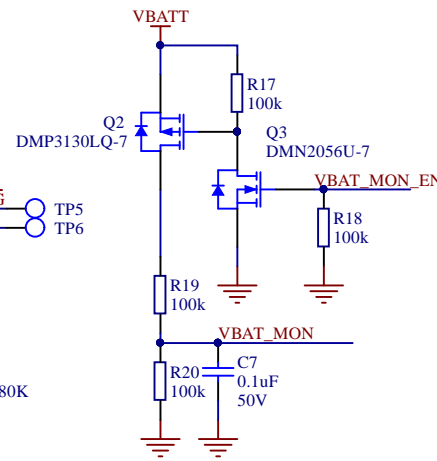 VBATT
R17
100k
Q2
DMP3130LQ-7
Q3
DMN2056U-7
VBAT_MON_EN
G
TP5
TP6
R18
100k
R19
100k
VBAT_MON
R20
100k
C7
0.1uF
50V
80K